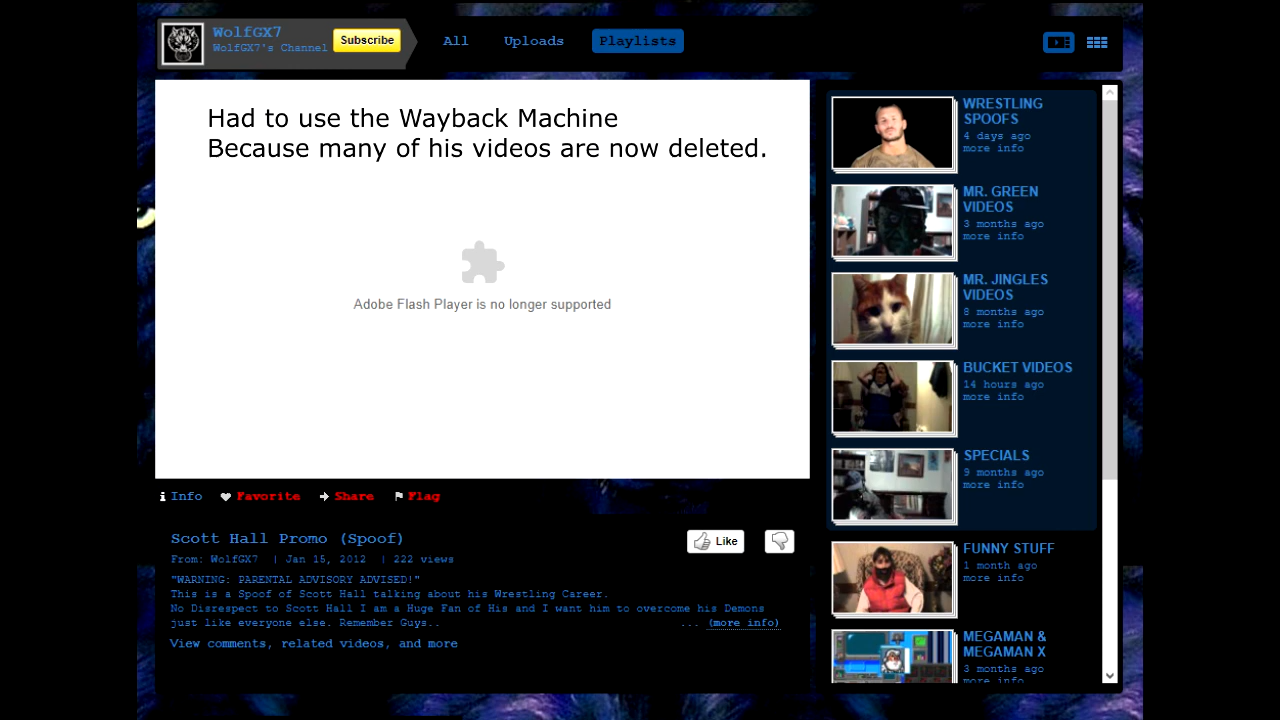 WolfGX7
WolfGX7's Channel
Subscribe
All
Uploads
Playlists
Had to use the Wayback Machine
Because many of his videos are now deleted.
Adobe Flash Player is no longer supported
Info
Favorite
Share
Flag
Scott Hall Promo (Spoof)
From: WolfGX7 | Jan 15, 2012 | 222 views
Like
"WARNING: PARENTAL ADVISORY ADVISED!"
This is a Spoof of Scott Hall talking about his Wrestling Career.
No Disrespect to Scott Hall I am a Huge Fan of His and I want him to overcome his Demons
just like everyone else. Remember Guys.. ... (more info)
View comments, related videos, and more
WRESTLING
SPOOFS
4 days ago
more info
MR. GREEN
VIDEOS
3 months ago
more info
MR. JINGLES
VIDEOS
8 months ago
more info
BUCKET VIDEOS
14 hours ago
more info
SPECIALS
9 months ago
more info
FUNNY STUFF
1 month ago
more info
MEGAMAN &
MEGAMAN X
3 months ago
more info